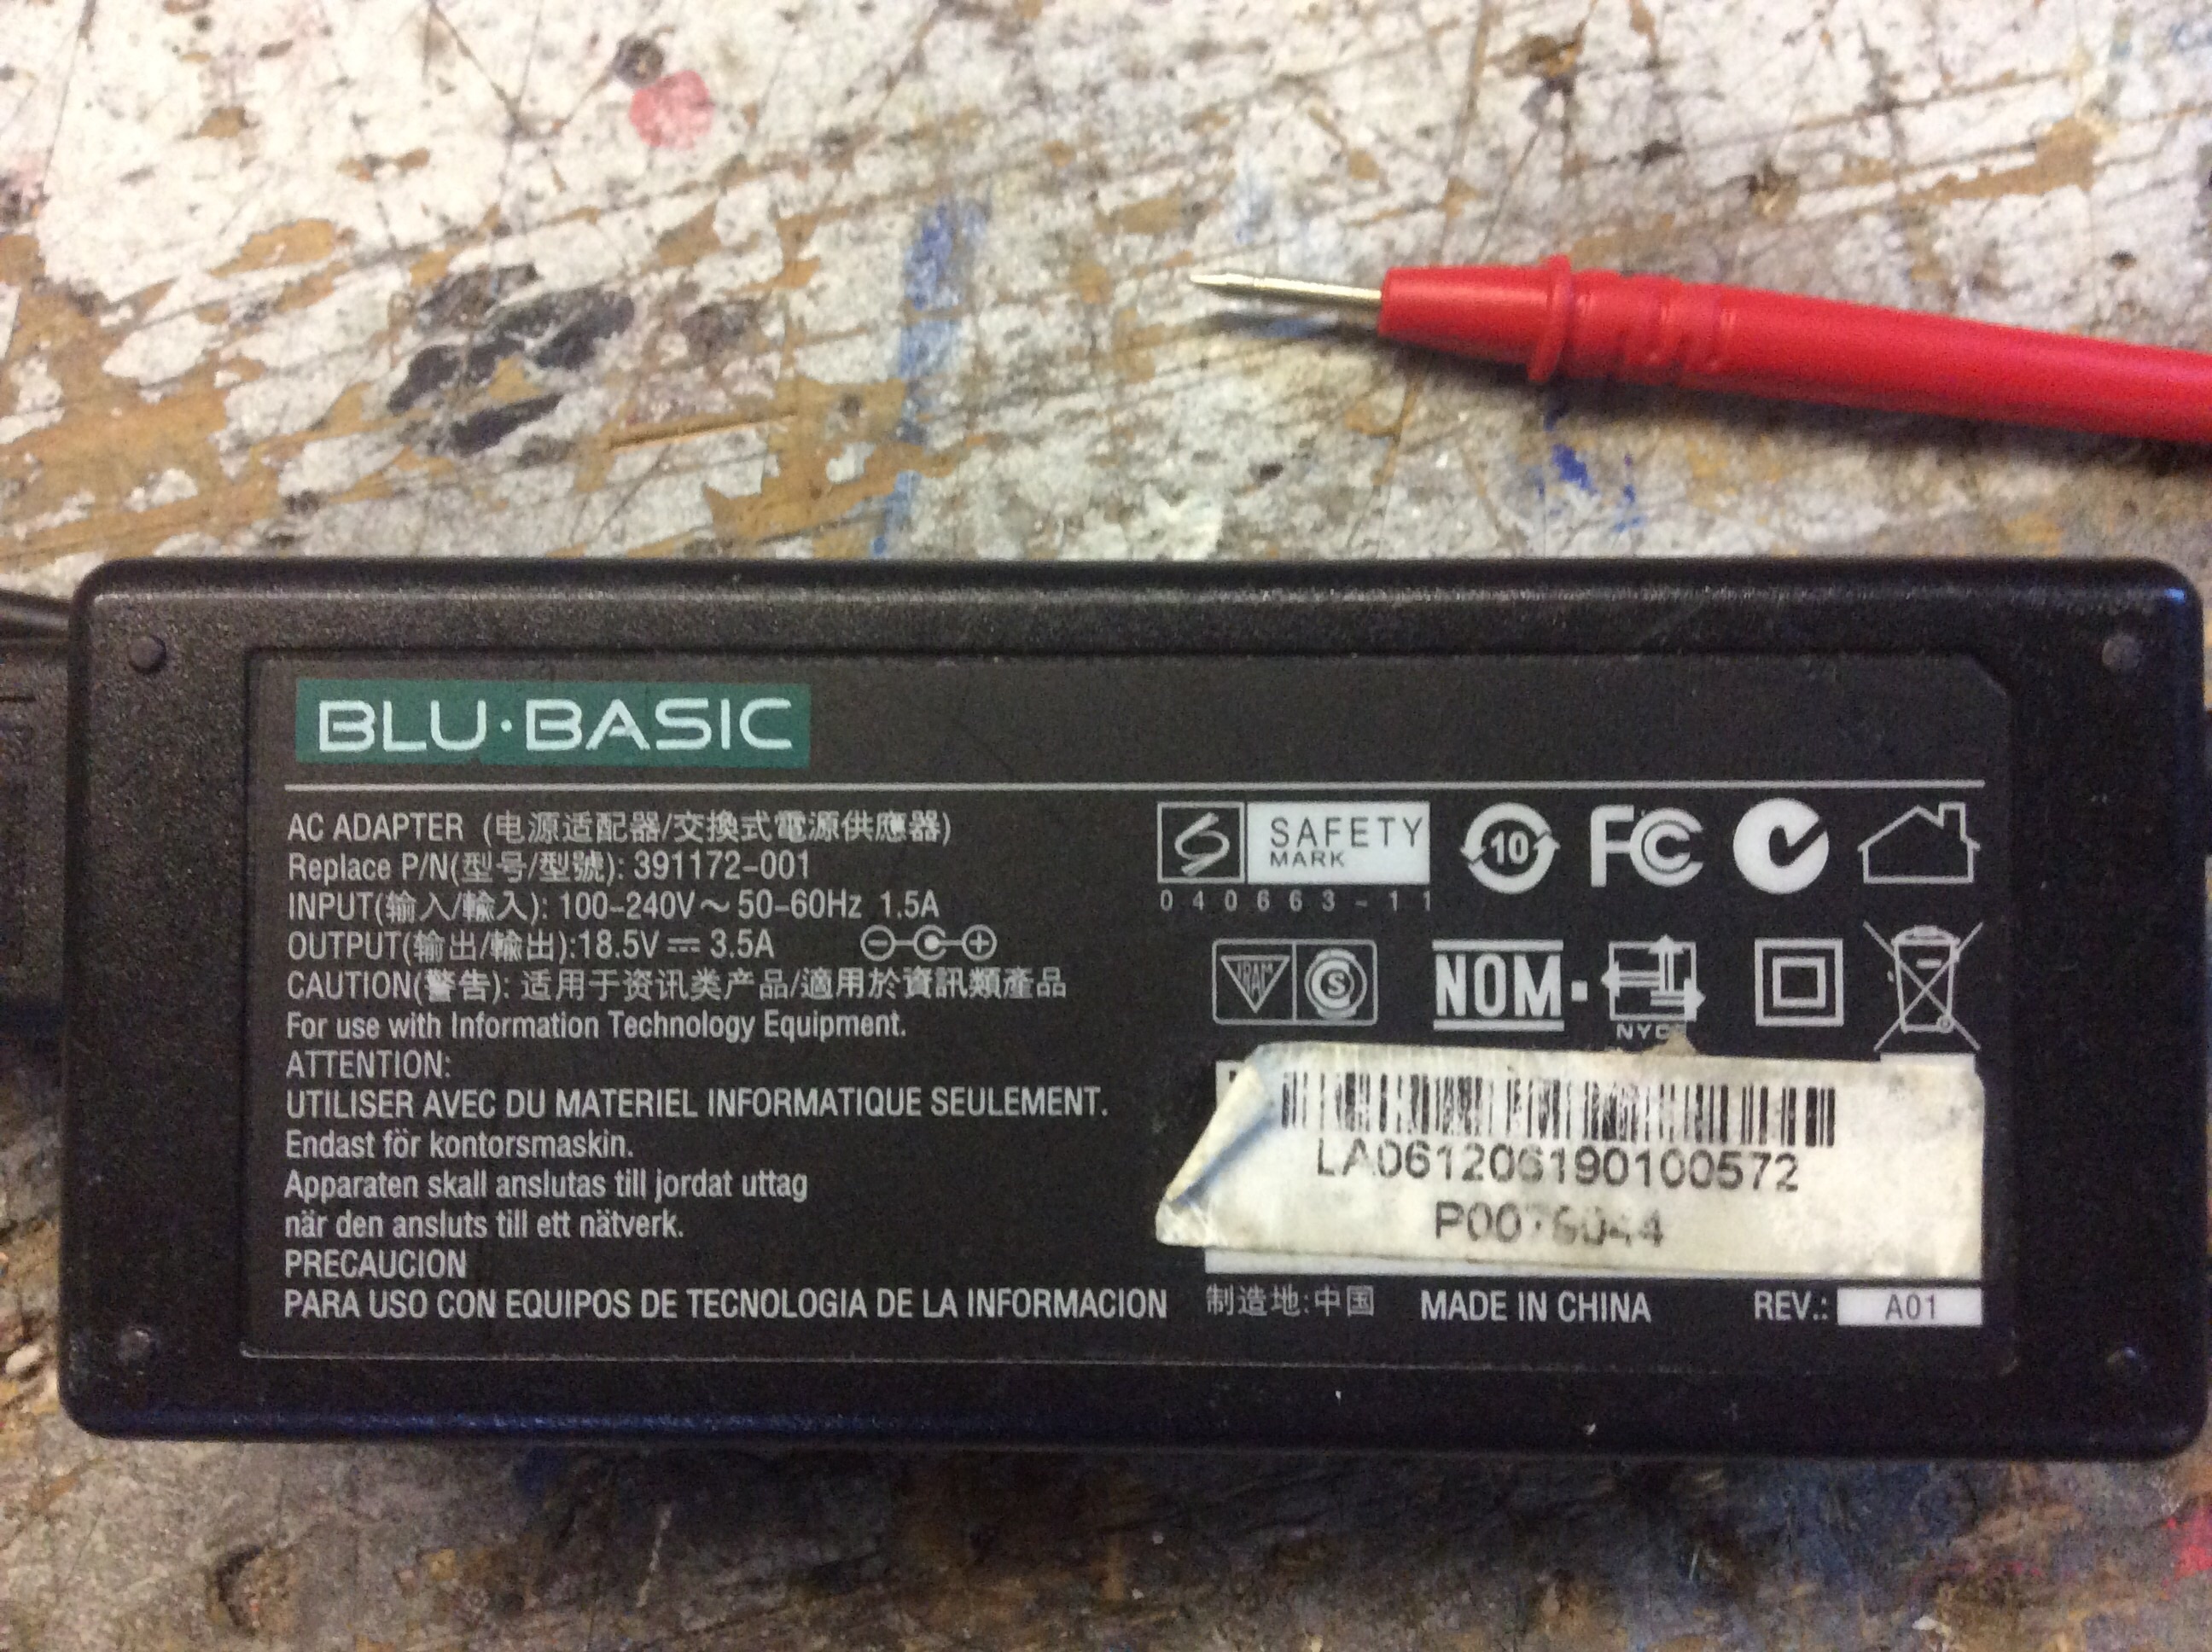 BLU·BASIC
AC ADAPTER (电源适配器/交換式電源供應器)
Replace P/N(型号/型號): 391172-001
INPUT(输入/輸入): 100-240V~50-60Hz 1.5A
OUTPUT(输出/輸出):18.5V⎓3.5A
CAUTION(警告): 适用于资讯类产品/適用於資訊類產品
For use with Information Technology Equipment.
ATTENTION:
UTILISER AVEC DU MATERIEL INFORMATIQUE SEULEMENT.
Endast för kontorsmaskin.
Apparaten skall anslutas till jordat uttag
när den ansluts till ett nätverk.
PRECAUCION
PARA USO CON EQUIPOS DE TECNOLOGIA DE LA INFORMACION
SAFETY
MARK
040663-11
10
FC
TRAM
S
NOM
LA061206190100572
制造地:中国
MADE IN CHINA
REV.: A01